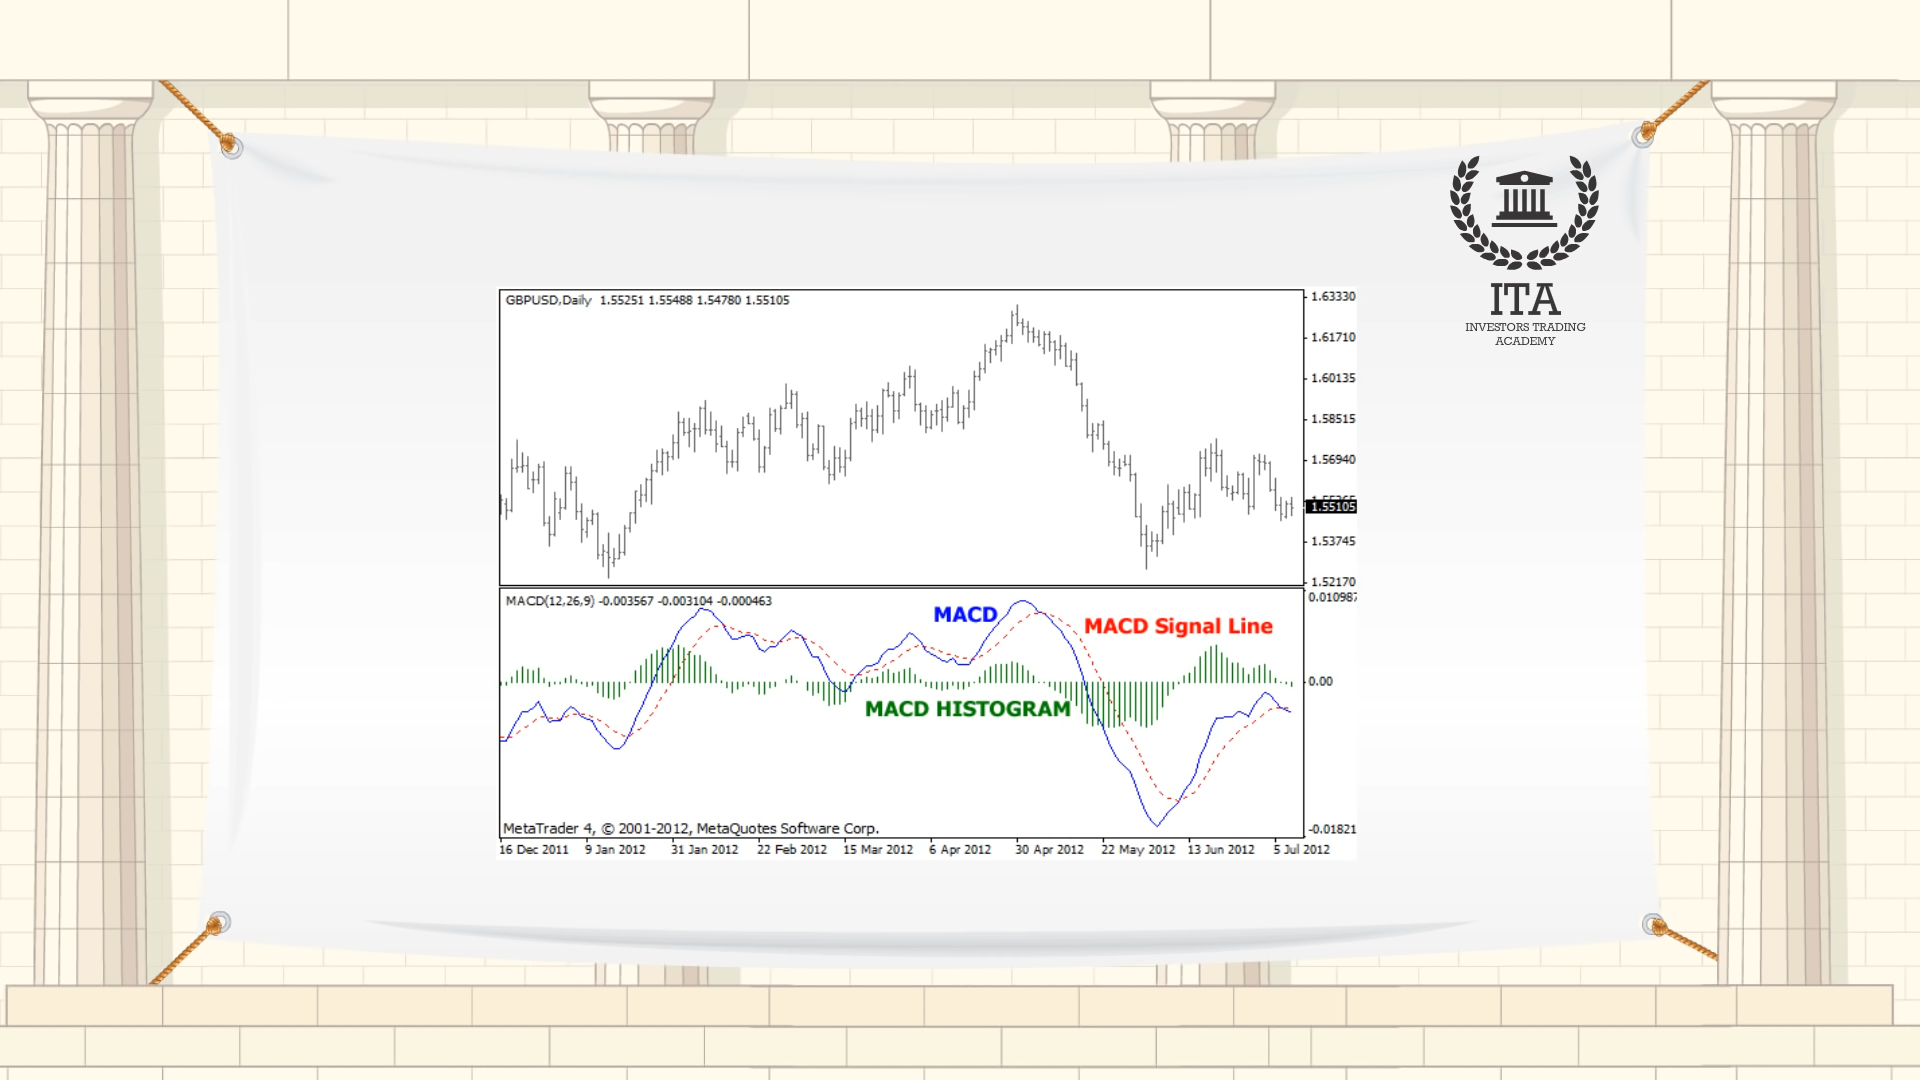 ITA
INVESTORS TRADING
ACADEMY
GBPUSD,Daily 1.55251 1.55488 1.54780 1.55105
1.63330
1.61710
1.60135
1.58515
1.56940
1.55105
1.53745
1.52170
MACD(12,26,9) -0.003567 -0.003104 -0.000463
MACD
MACD Signal Line
MACD HISTOGRAM
0.010987
0.00
-0.01821
MetaTrader 4, © 2001-2012, MetaQuotes Software Corp.
16 Dec 2011 9 Jan 2012 31 Jan 2012 22 Feb 2012 15 Mar 2012 6 Apr 2012 30 Apr 2012 22 May 2012 13 Jun 2012 5 Jul 2012